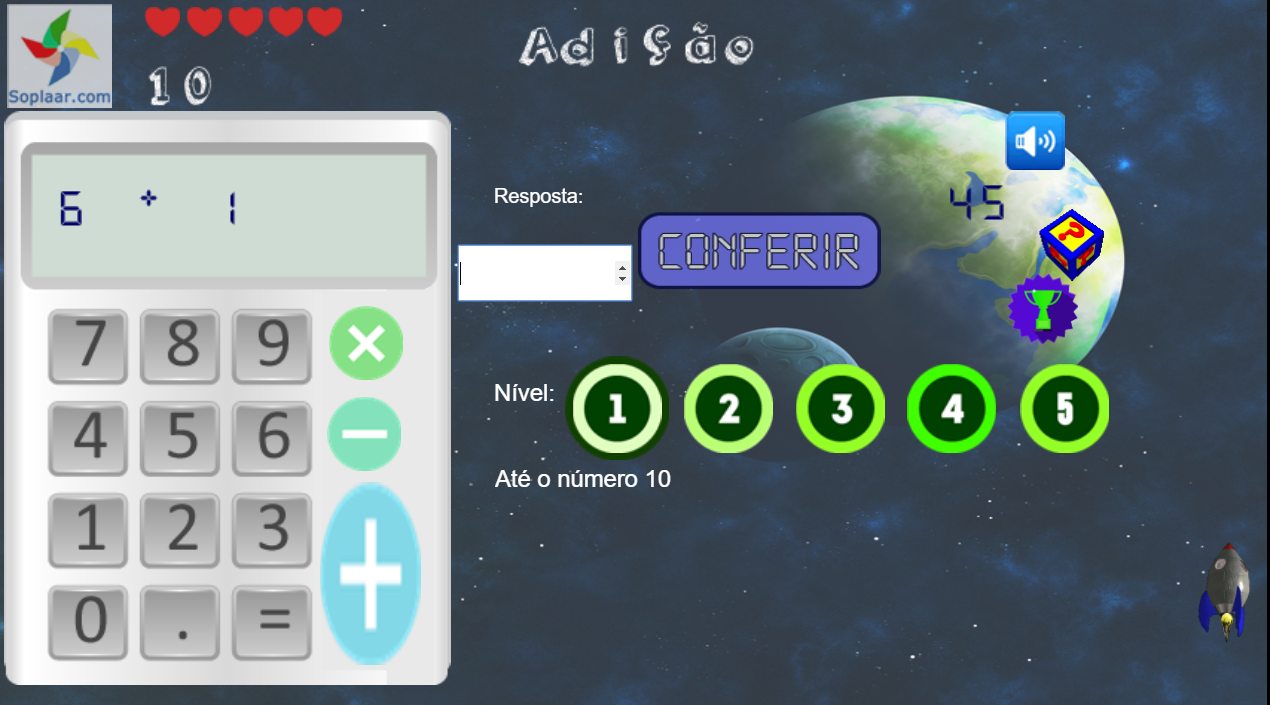 Soplaar.com
10
Adição
6 + 1
7 8 9 ×
4 5 6 −
1 2 3 +
0 . =
Resposta:
CONFERIR
45
?
Nível:
1 2 3 4 5
Até o número 10